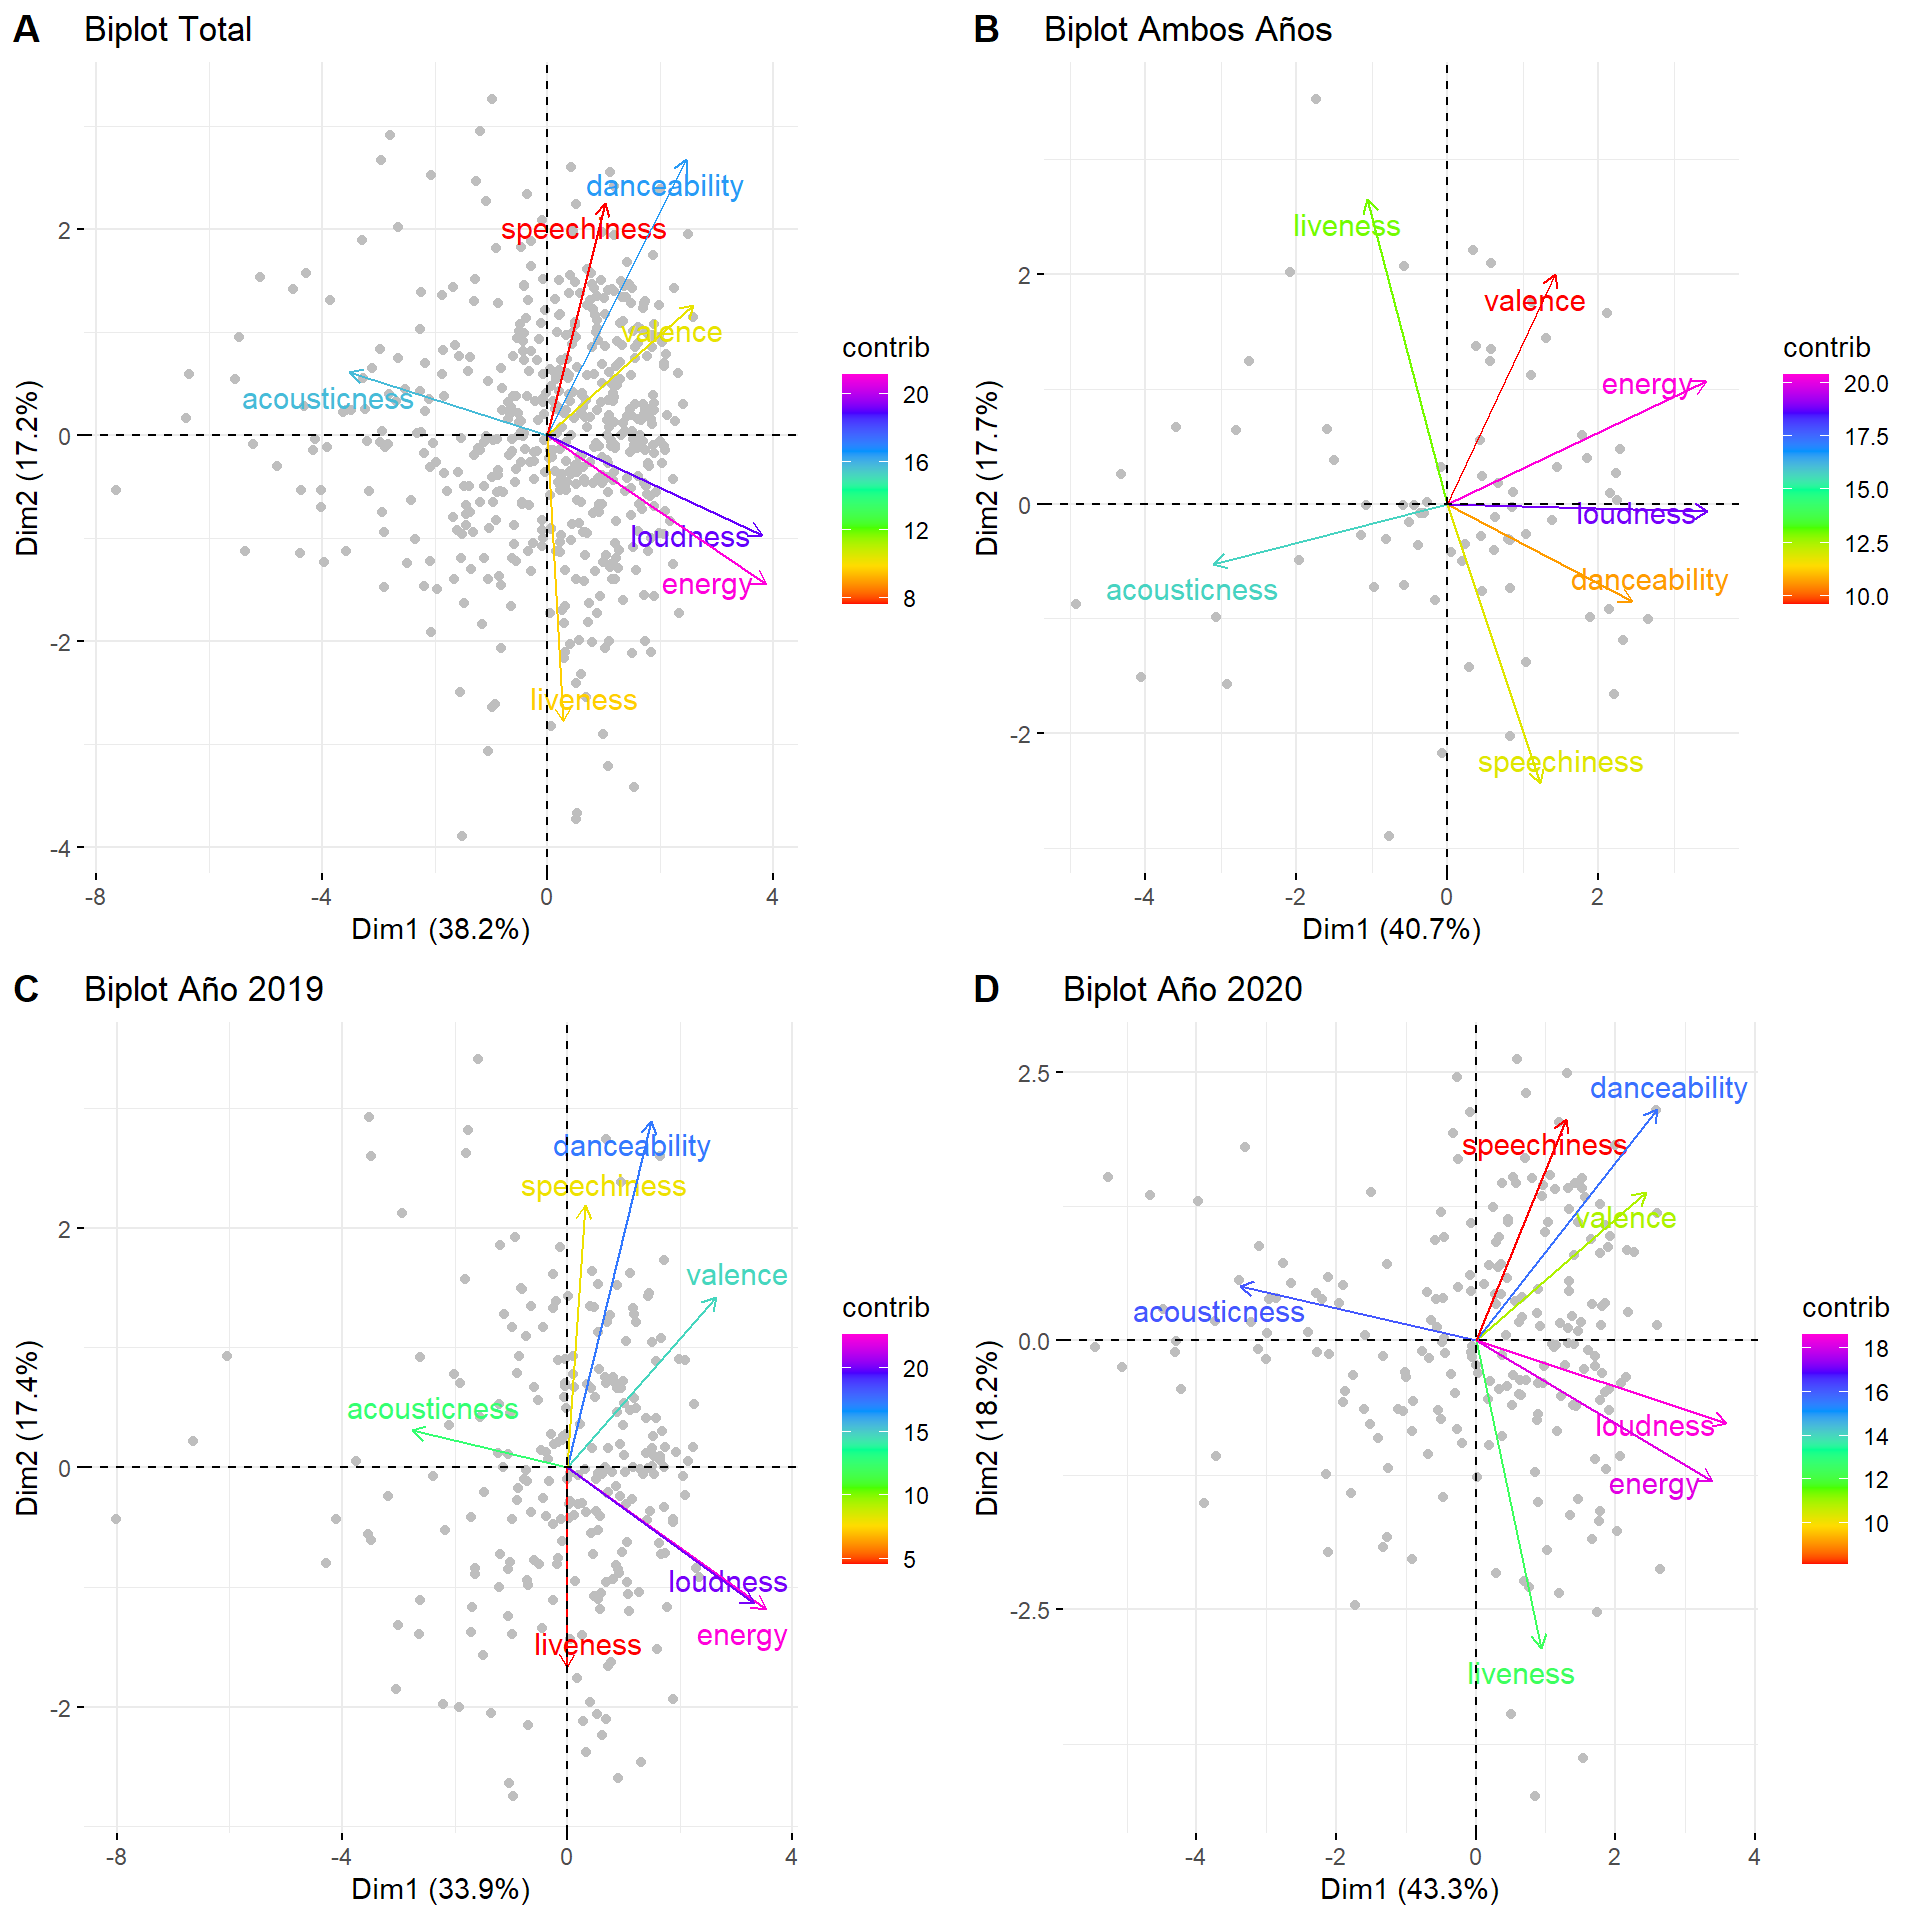 A Biplot Total
danceability
speechiness
valence
acousticness
loudness
energy
liveness
2
0
-2
-4
-8
-4
0
4
Dim1 (38.2%)
Dim2 (17.2%)
contrib
20
16
12
8
B Biplot Ambos Años
liveness
valence
energy
loudness
danceability
acousticness
speechiness
2
0
-2
-4
-2
0
2
Dim1 (40.7%)
Dim2 (17.7%)
contrib
20.0
17.5
15.0
12.5
10.0
C Biplot Año 2019
danceability
speechiness
valence
acousticness
loudness
energy
liveness
2
0
-2
-8
-4
0
4
Dim1 (33.9%)
Dim2 (17.4%)
contrib
20
15
10
5
D Biplot Año 2020
danceability
speechiness
valence
acousticness
loudness
energy
liveness
2.5
0.0
-2.5
-4
-2
0
2
4
Dim1 (43.3%)
Dim2 (18.2%)
contrib
18
16
14
12
10